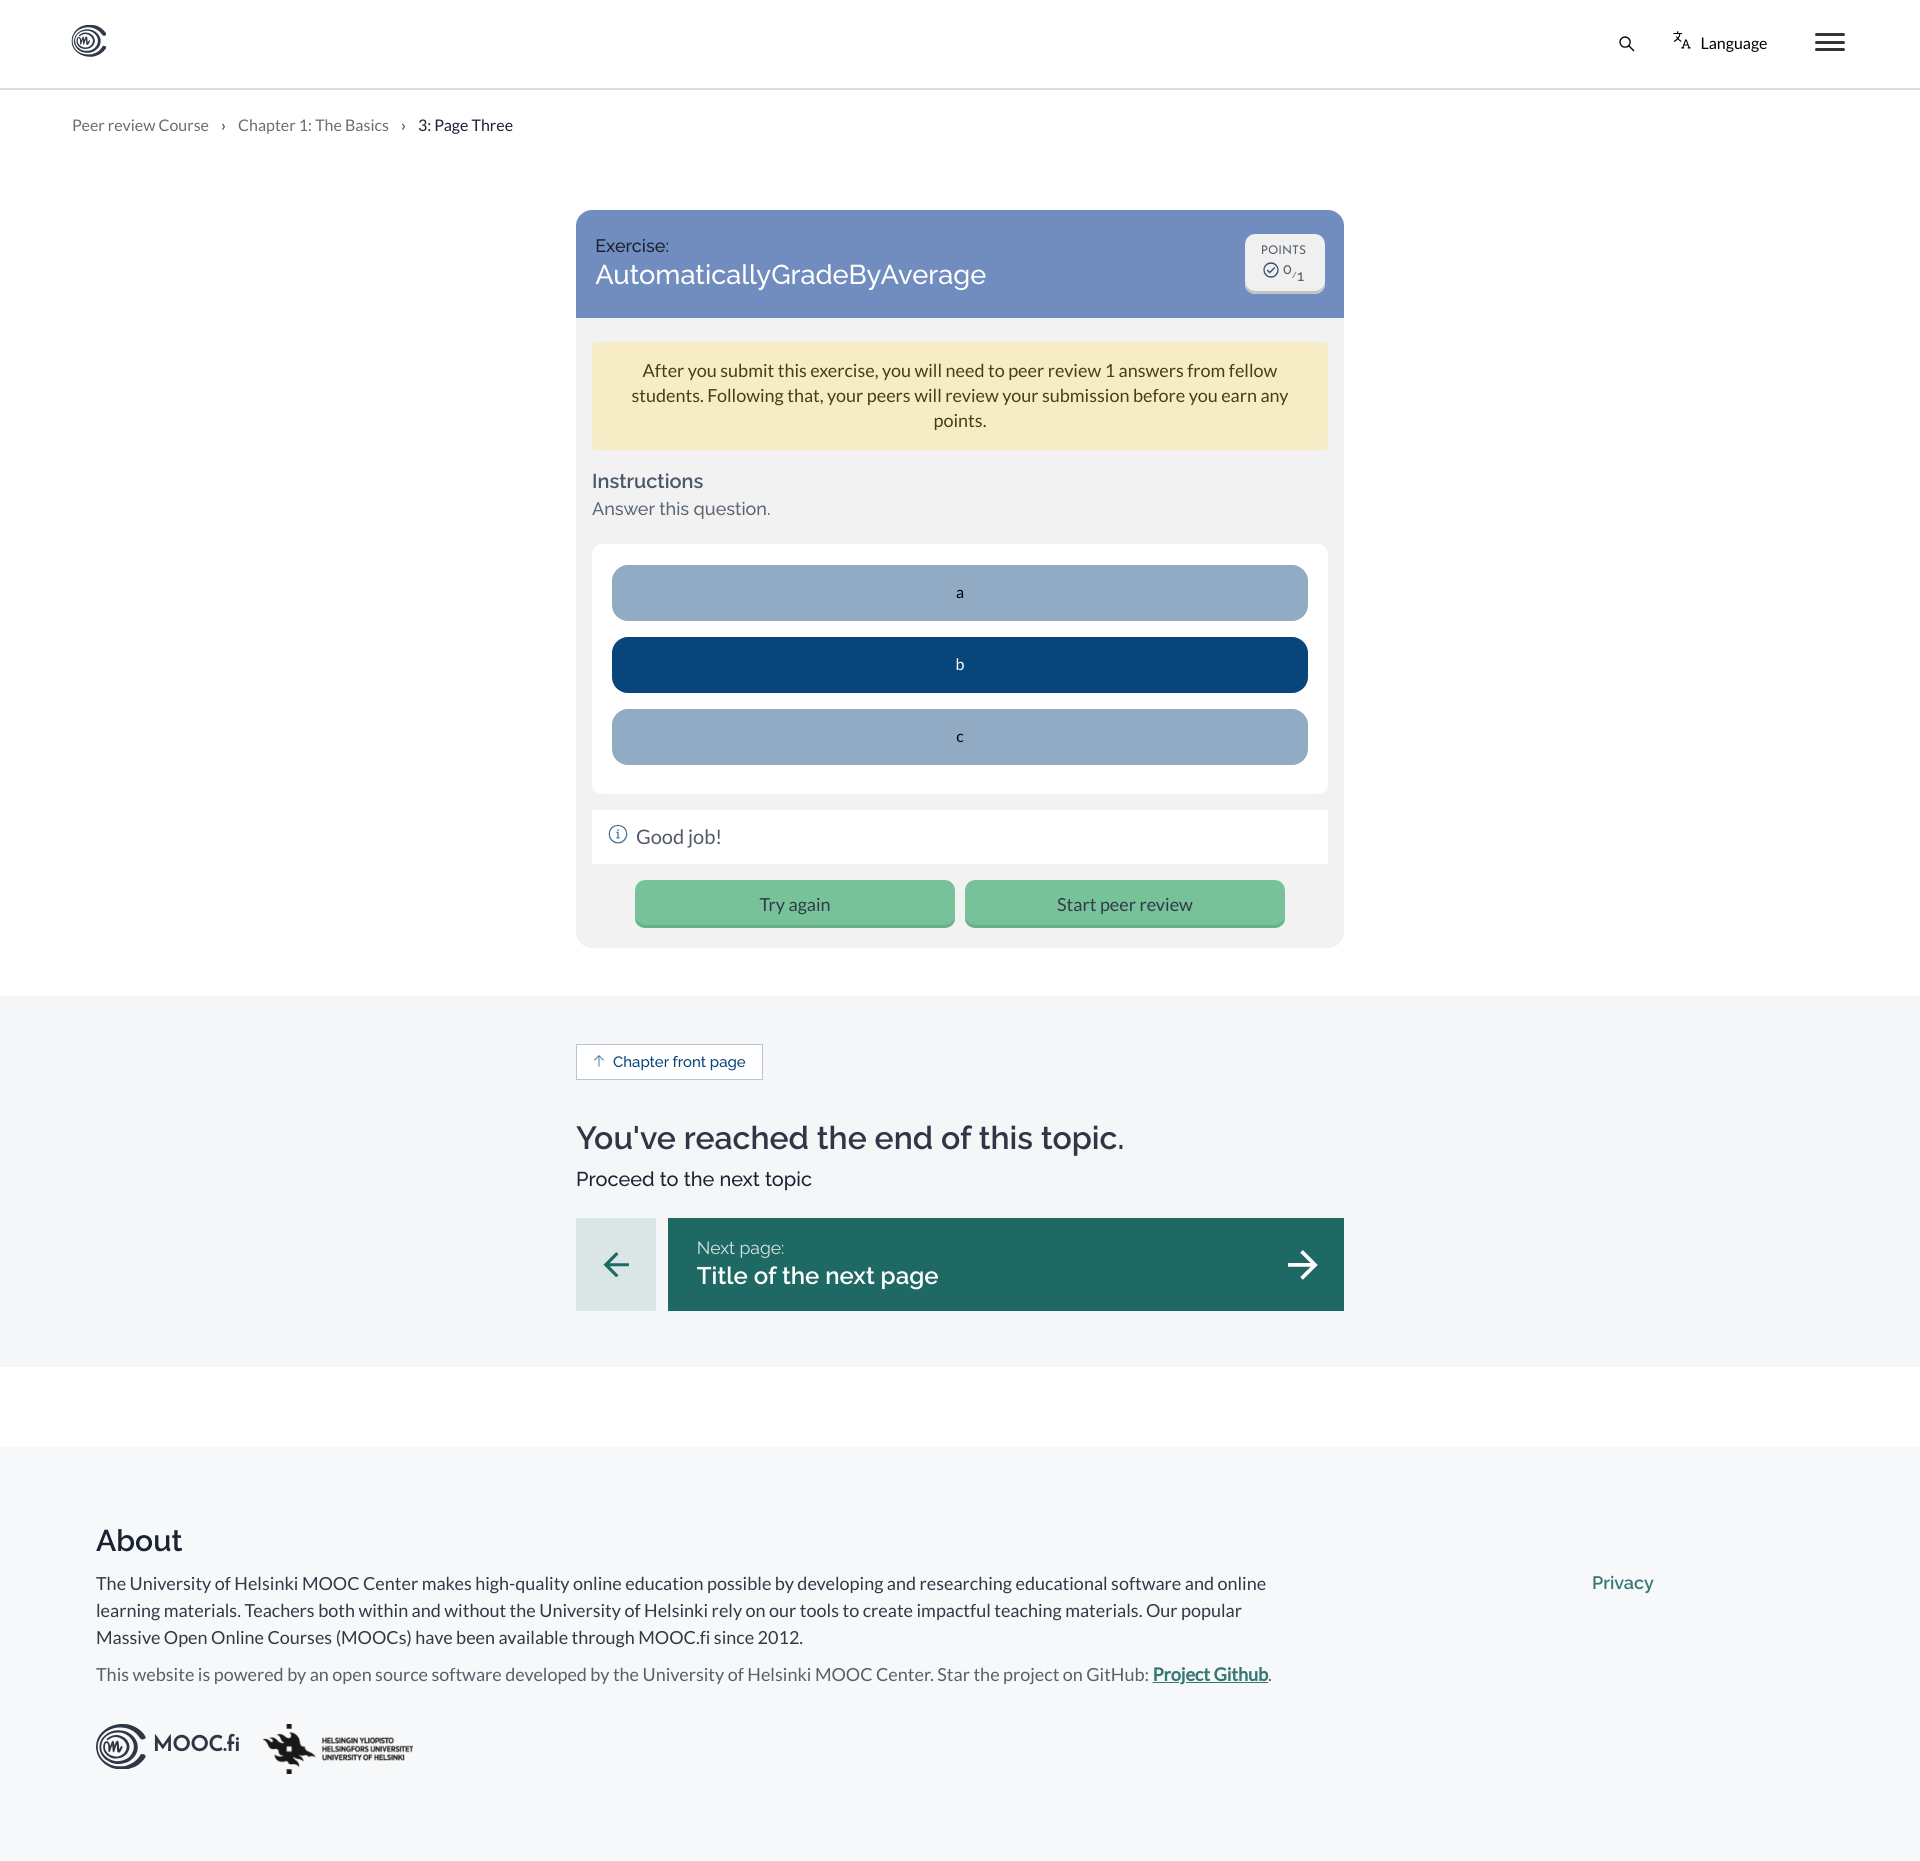 Language
Peer review Course › Chapter 1: The Basics › 3: Page Three
Exercise:
AutomaticallyGradeByAverage
POINTS
0/1
After you submit this exercise, you will need to peer review 1 answers from fellow
students. Following that, your peers will review your submission before you earn any
points.
Instructions
Answer this question.
a
b
c
Good job!
Try again
Start peer review
Chapter front page
You've reached the end of this topic.
Proceed to the next topic
Next page:
Title of the next page
About
The University of Helsinki MOOC Center makes high-quality online education possible by developing and researching educational software and online
learning materials. Teachers both within and without the University of Helsinki rely on our tools to create impactful teaching materials. Our popular
Massive Open Online Courses (MOOCs) have been available through MOOC.fi since 2012.
This website is powered by an open source software developed by the University of Helsinki MOOC Center. Star the project on GitHub: Project Github.
Privacy
MOOC.fi
HELSINGIN YLIOPISTO
HELSINGFORS UNIVERSITET
UNIVERSITY OF HELSINKI